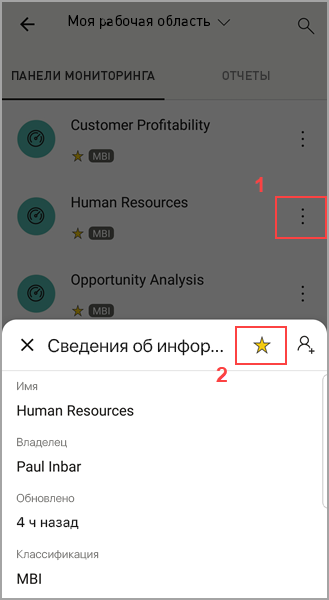 Моя рабочая область
ПАНЕЛИ МОНИТОРИНГА ОТЧЕТЫ
Customer Profitability
MBI
1
Human Resources
MBI
Opportunity Analysis
MBI
Сведения об инфор...
2
Имя
Human Resources
Владелец
Paul Inbar
Обновлено
4 ч назад
Классификация
MBI